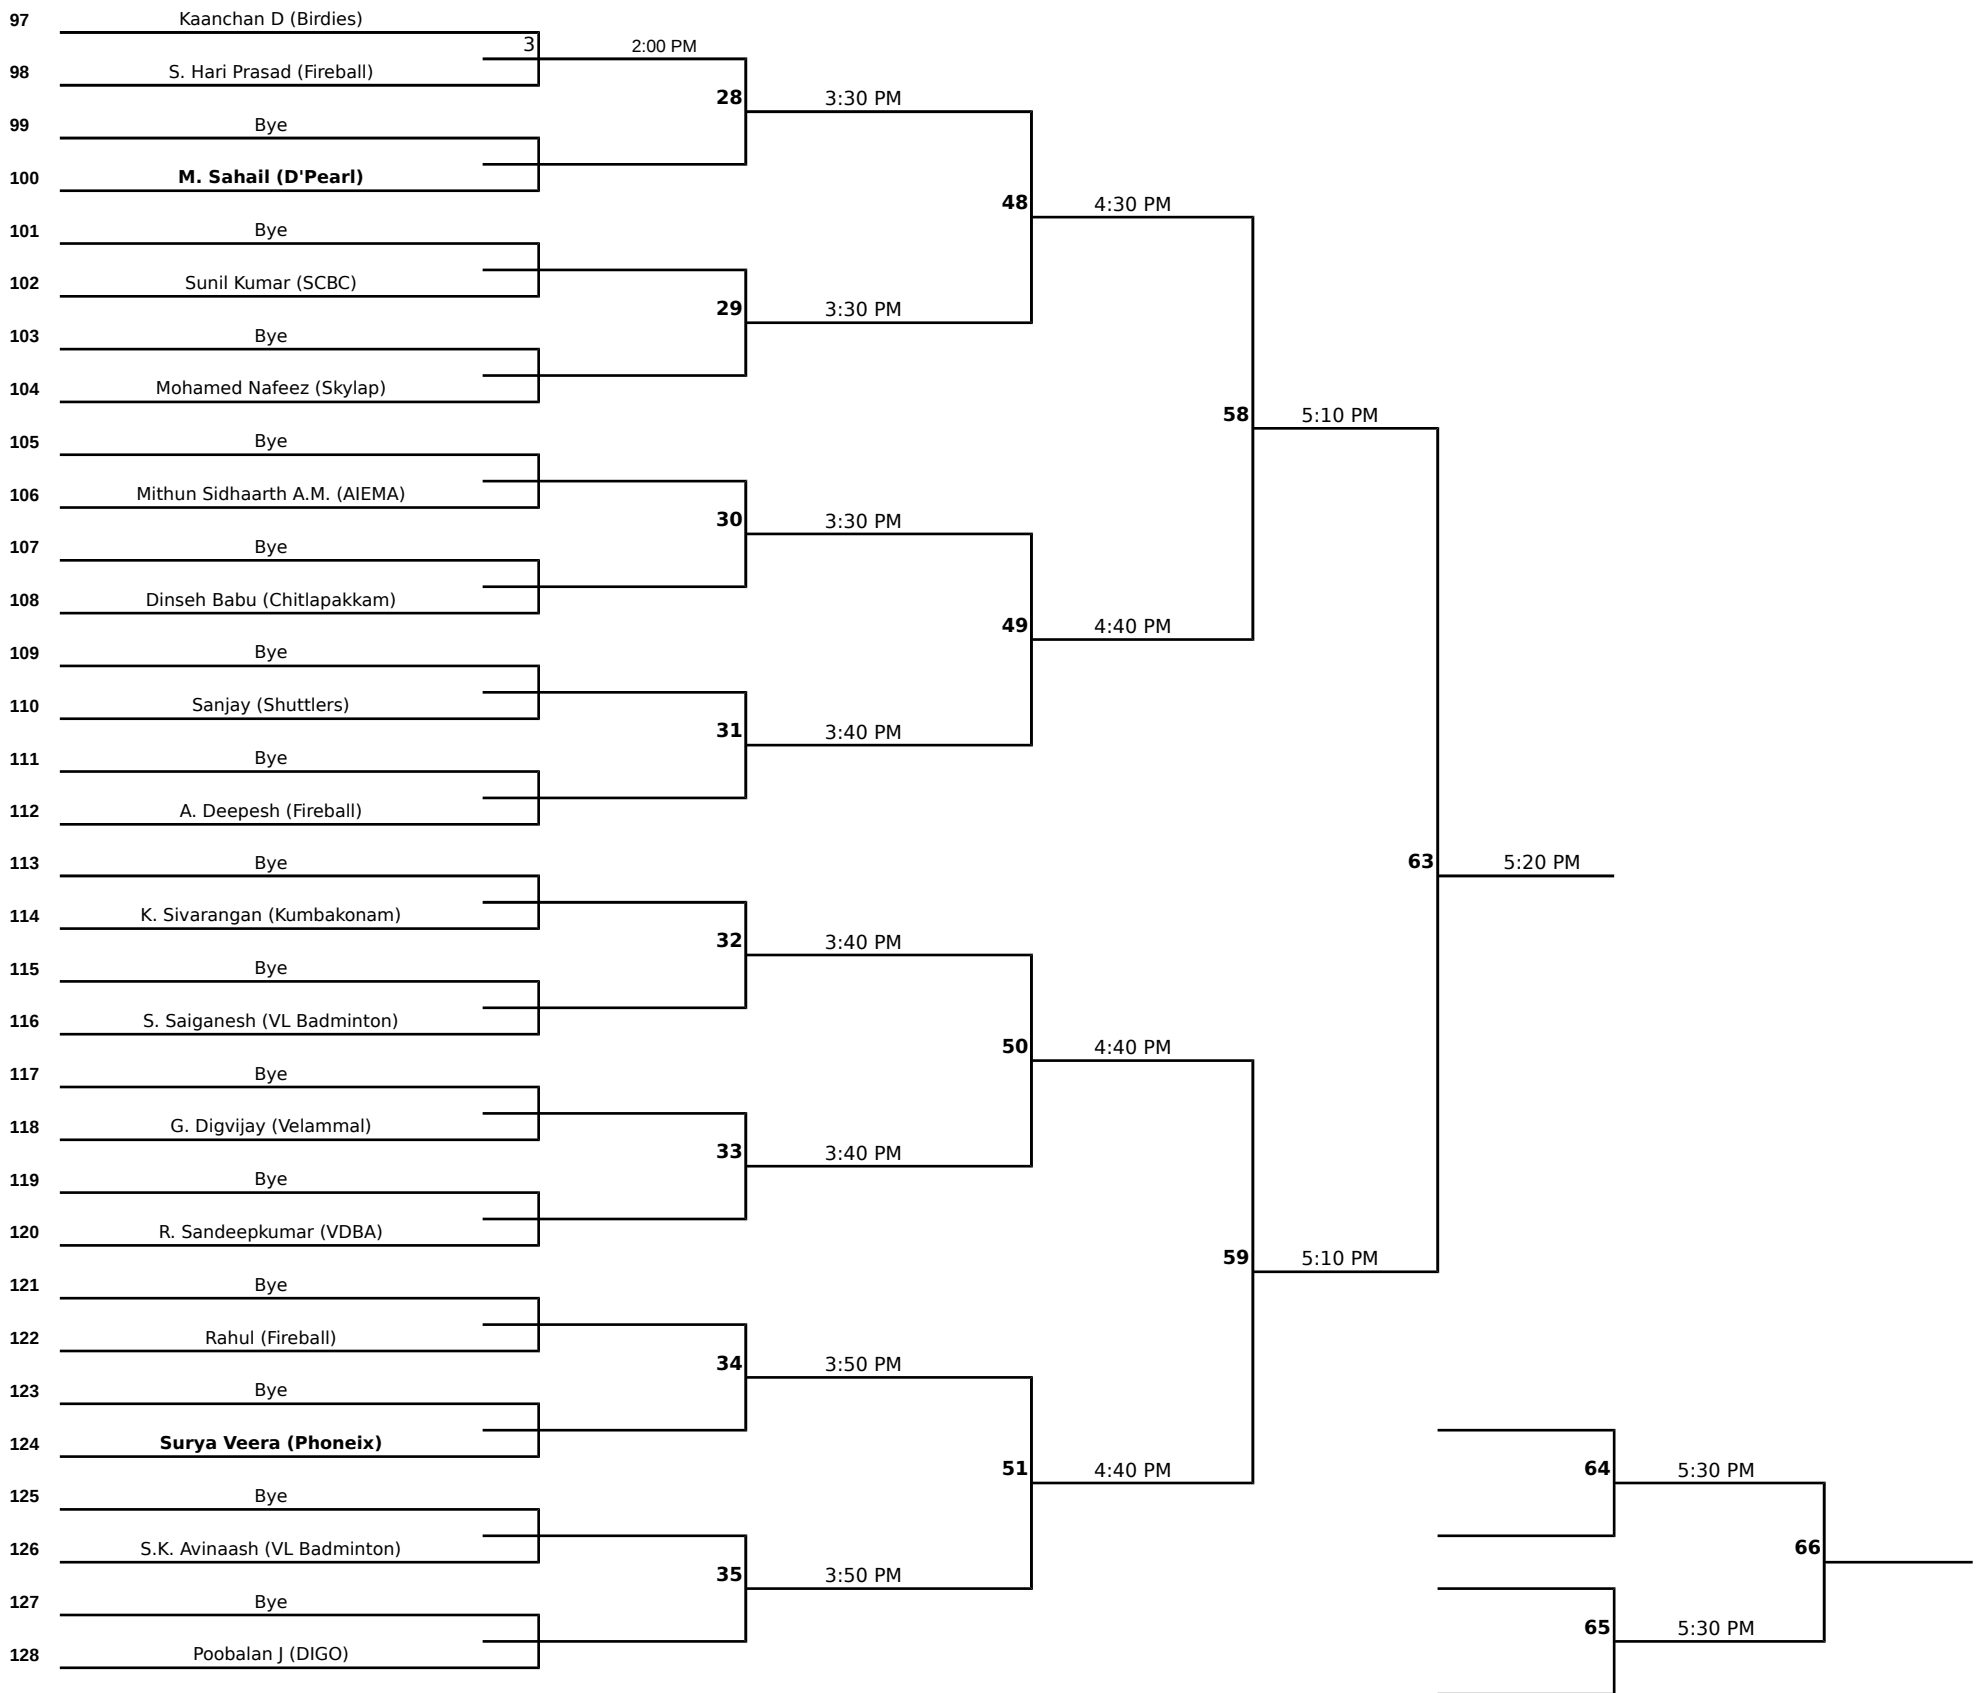 97 Kaanchan D (Birdies)
3 2:00 PM
98 S. Hari Prasad (Fireball)
28 3:30 PM
99 Bye
100 M. Sahail (D'Pearl)
48 4:30 PM
101 Bye
102 Sunil Kumar (SCBC)
29 3:30 PM
103 Bye
104 Mohamed Nafeez (Skylap)
58 5:10 PM
105 Bye
106 Mithun Sidhaarth A.M. (AIEMA)
30 3:30 PM
107 Bye
108 Dinseh Babu (Chitlapakkam)
49 4:40 PM
109 Bye
110 Sanjay (Shuttlers)
31 3:40 PM
111 Bye
112 A. Deepesh (Fireball)
63 5:20 PM
113 Bye
114 K. Sivarangan (Kumbakonam)
32 3:40 PM
115 Bye
116 S. Saiganesh (VL Badminton)
50 4:40 PM
117 Bye
118 G. Digvijay (Velammal)
33 3:40 PM
119 Bye
120 R. Sandeepkumar (VDBA)
59 5:10 PM
121 Bye
122 Rahul (Fireball)
34 3:50 PM
123 Bye
124 Surya Veera (Phoneix)
51 4:40 PM
64 5:30 PM
125 Bye
126 S.K. Avinaash (VL Badminton)
66
35 3:50 PM
127 Bye
65 5:30 PM
128 Poobalan J (DIGO)